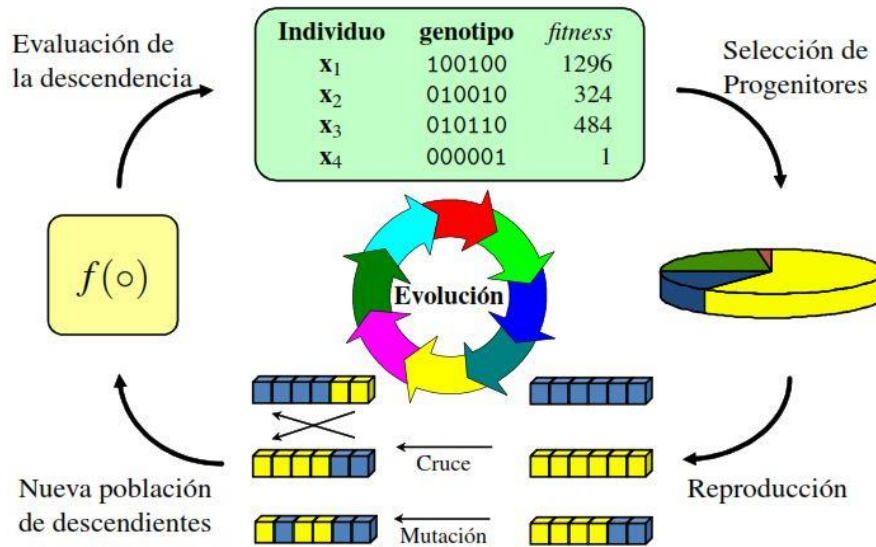 Evaluación de
la descendencia
Individuo genotipo fitness
x1 100100 1296
x2 010010 324
x3 010110 484
x4 000001 1
Selección de
Progenitores
f(∘)
Evolución
Cruce
Mutación
Nueva población
de descendientes
Reproducción